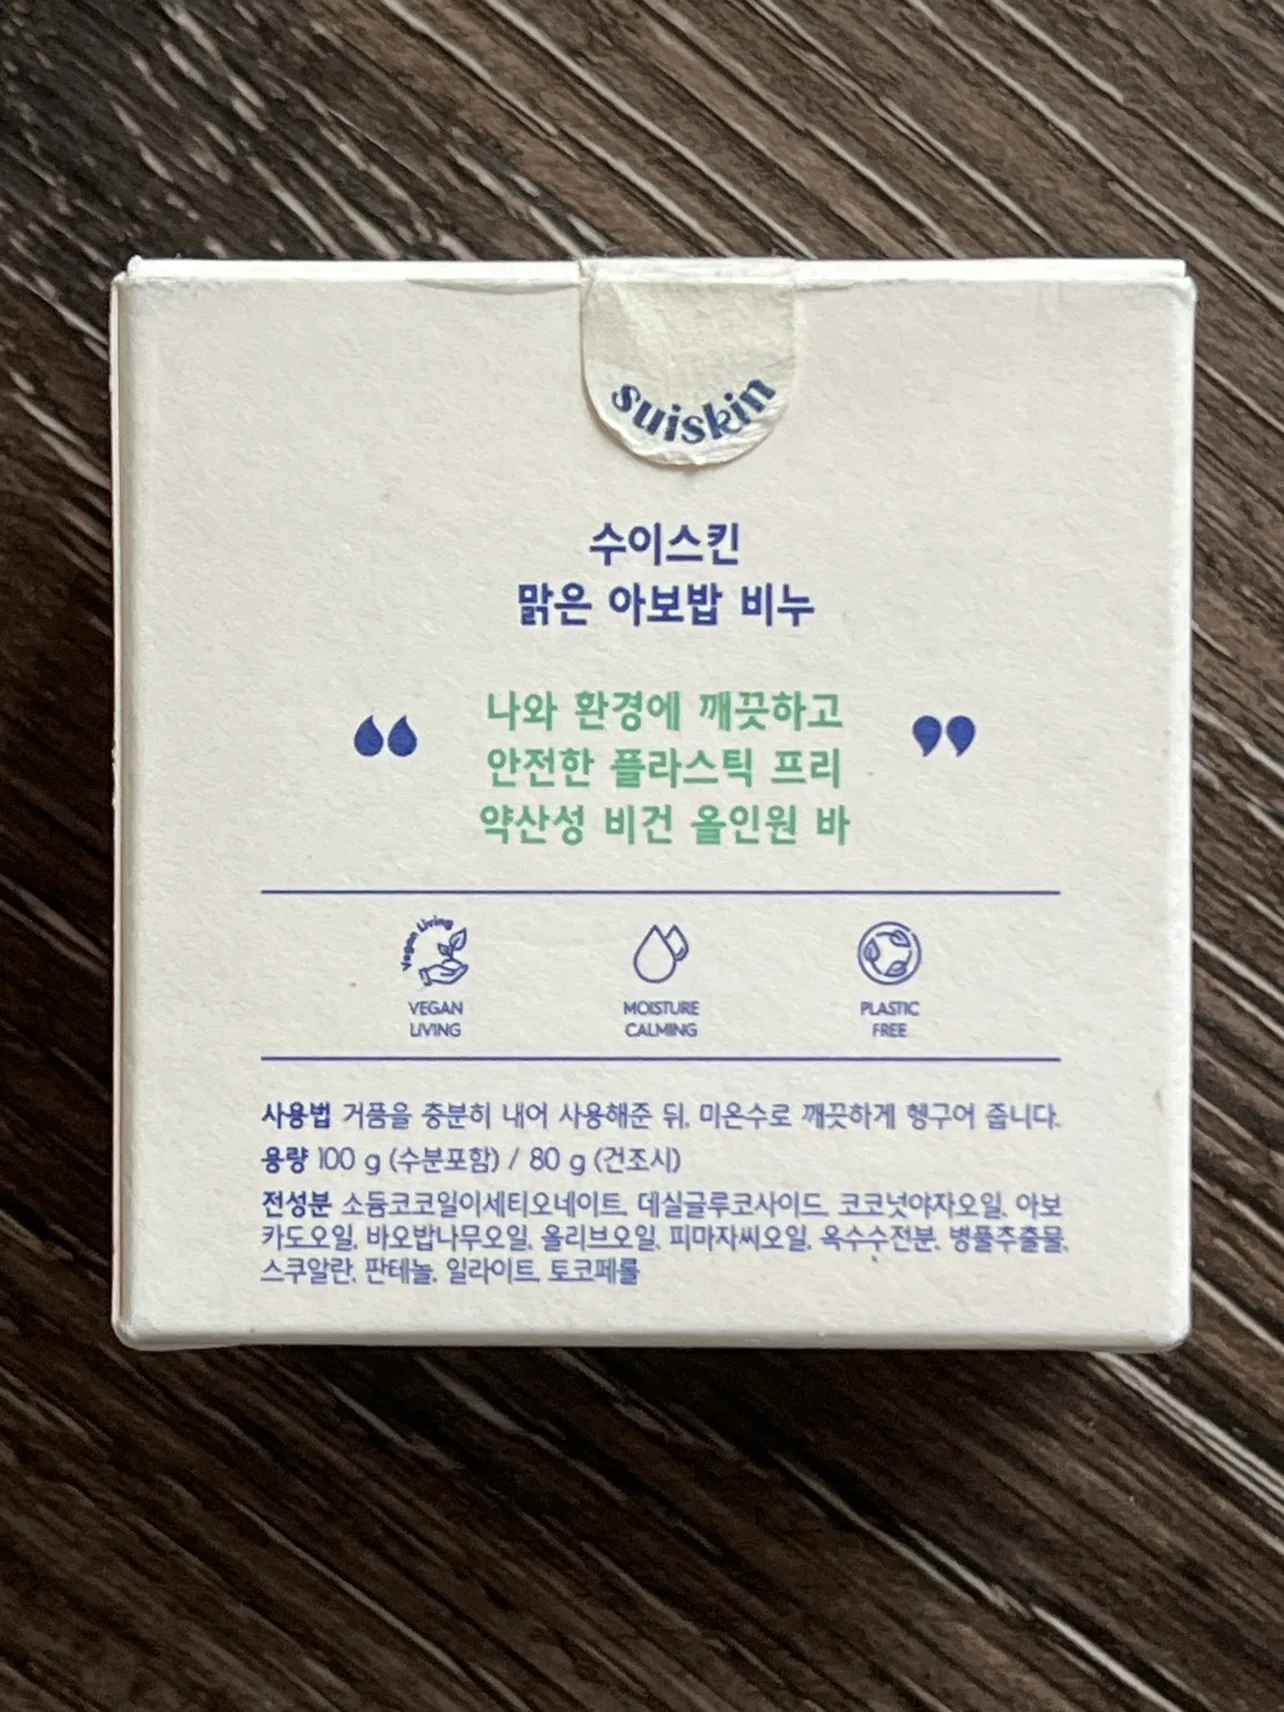 suiskin
수이스킨
맑은 아보밥 비누
“ 나와 환경에 깨끗하고 ”
안전한 플라스틱 프리
약산성 비건 올인원 바
Vegan Living
VEGAN
LIVING
MOISTURE
CALMING
PLASTIC
FREE
사용법 거품을 충분히 내어 사용해준 뒤, 미온수로 깨끗하게 헹구어 줍니다.
용량 100 g (수분포함) / 80 g (건조시)
전성분 소듐코코일이세티오네이트, 데실글루코사이드, 코코넛야자오일, 아보
카도오일, 바오밥나무오일, 올리브오일, 피마자씨오일, 옥수수전분, 병풀추출물,
스쿠알란, 판테놀, 일라이트, 토코페롤